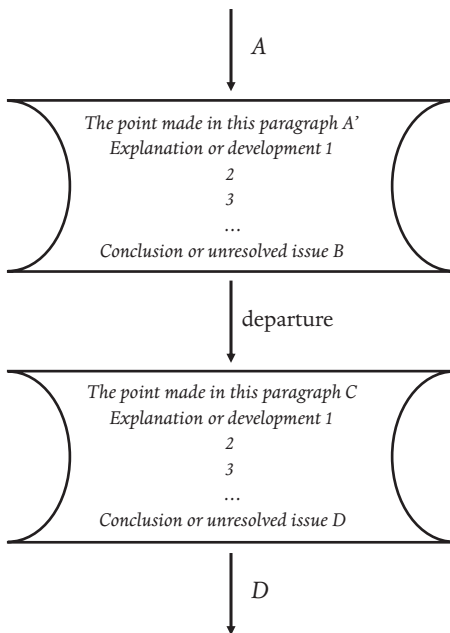 A
The point made in this paragraph A’
Explanation or development 1
2
3
…
Conclusion or unresolved issue B
departure
The point made in this paragraph C
Explanation or development 1
2
3
…
Conclusion or unresolved issue D
D